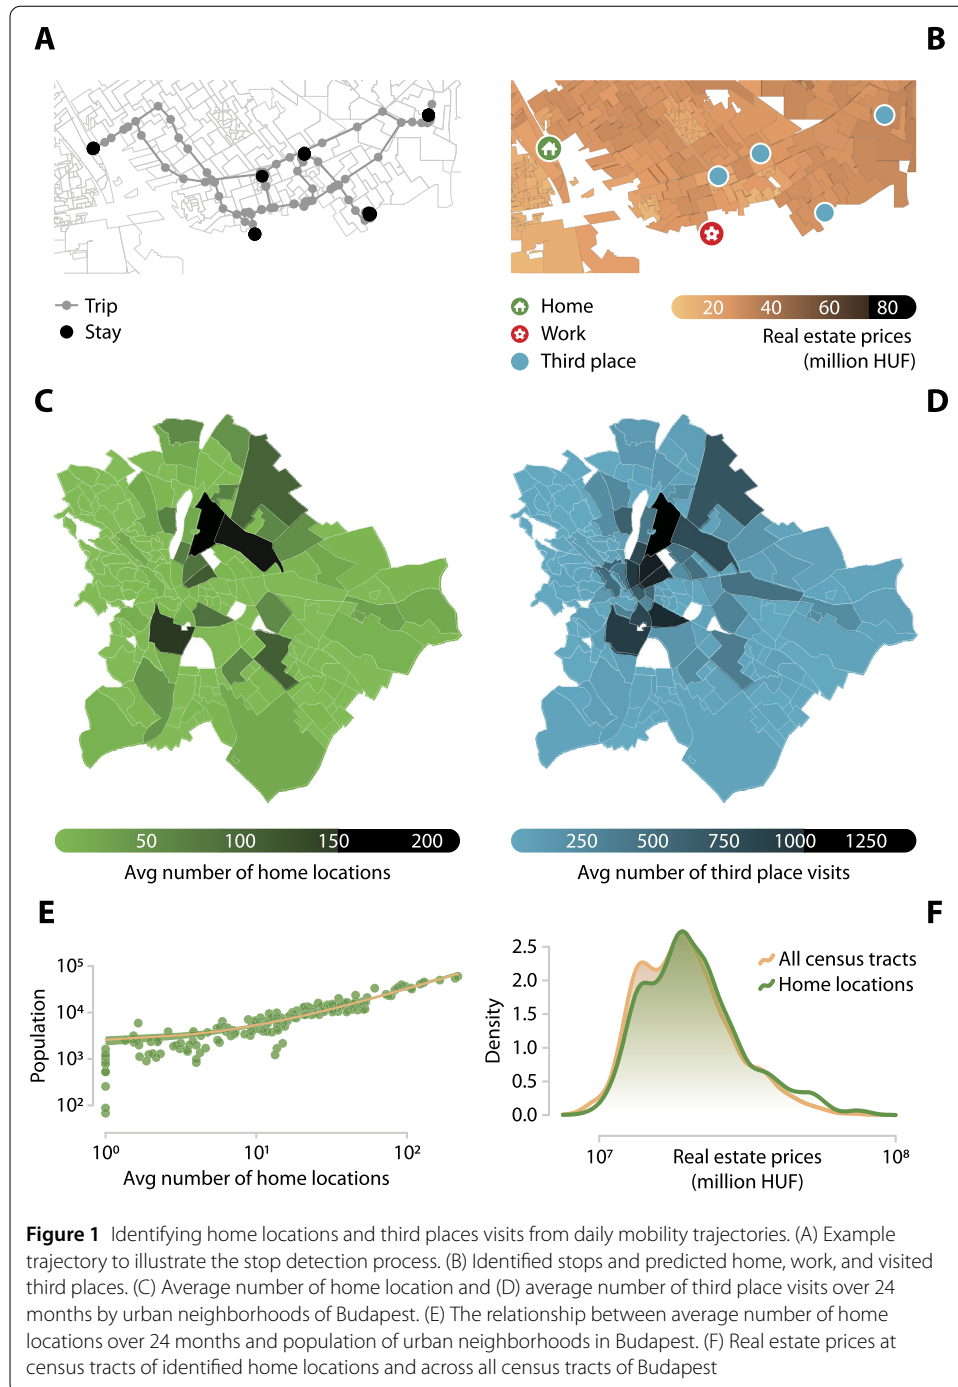 A
B
Trip
Stay
Home
Work
Third place
20 40 60 80
Real estate prices
(million HUF)
C
D
50 100 150 200
Avg number of home locations
250 500 750 1000 1250
Avg number of third place visits
E
F
10⁵
10⁴
10³
10²
Population
10⁰ 10¹ 10²
Avg number of home locations
2.5
2.0
1.5
1.0
0.5
0.0
Density
All census tracts
Home locations
10⁷ 10⁸
Real estate prices
(million HUF)
Figure 1 Identifying home locations and third places visits from daily mobility trajectories. (A) Example
trajectory to illustrate the stop detection process. (B) Identified stops and predicted home, work, and visited
third places. (C) Average number of home location and (D) average number of third place visits over 24
months by urban neighborhoods of Budapest. (E) The relationship between average number of home
locations over 24 months and population of urban neighborhoods in Budapest. (F) Real estate prices at
census tracts of identified home locations and across all census tracts of Budapest